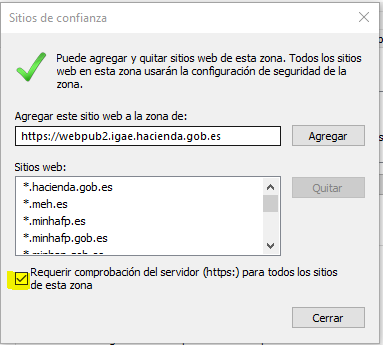 Sitios de confianza
Puede agregar y quitar sitios web de esta zona. Todos los sitios
web en esta zona usarán la configuración de seguridad de la
zona.
Agregar este sitio web a la zona de:
https://webpub2.igae.hacienda.gob.es
Agregar
Sitios web:
*.hacienda.gob.es
*.meh.es
*.minhafp.es
*.minhafp.gob.es
Quitar
Requerir comprobación del servidor (https:) para todos los sitios
de esta zona
Cerrar